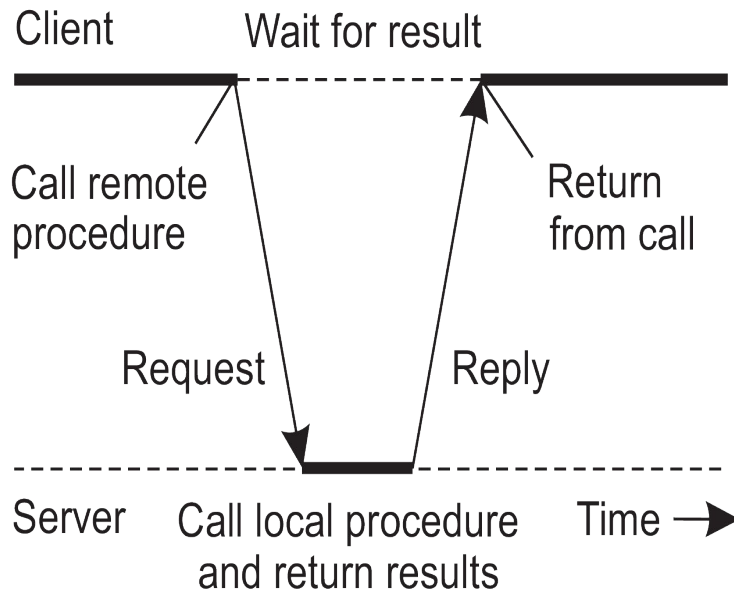 Client
Wait for result
Call remote
procedure
Return
from call
Request
Reply
Server
Call local procedure
and return results
Time